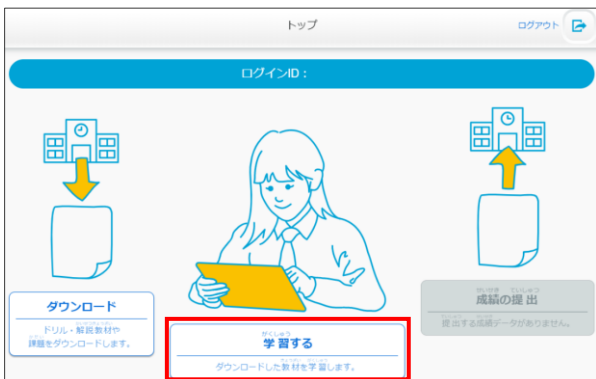 トップ
ログアウト
ログインID：
ダウンロード
ドリル・解説教材や
課題をダウンロードします。
がくしゅう
学習する
ダウンロードした教材を学習します。
せいせき ていしゅつ
成績の提出
提出する成績データがありません。